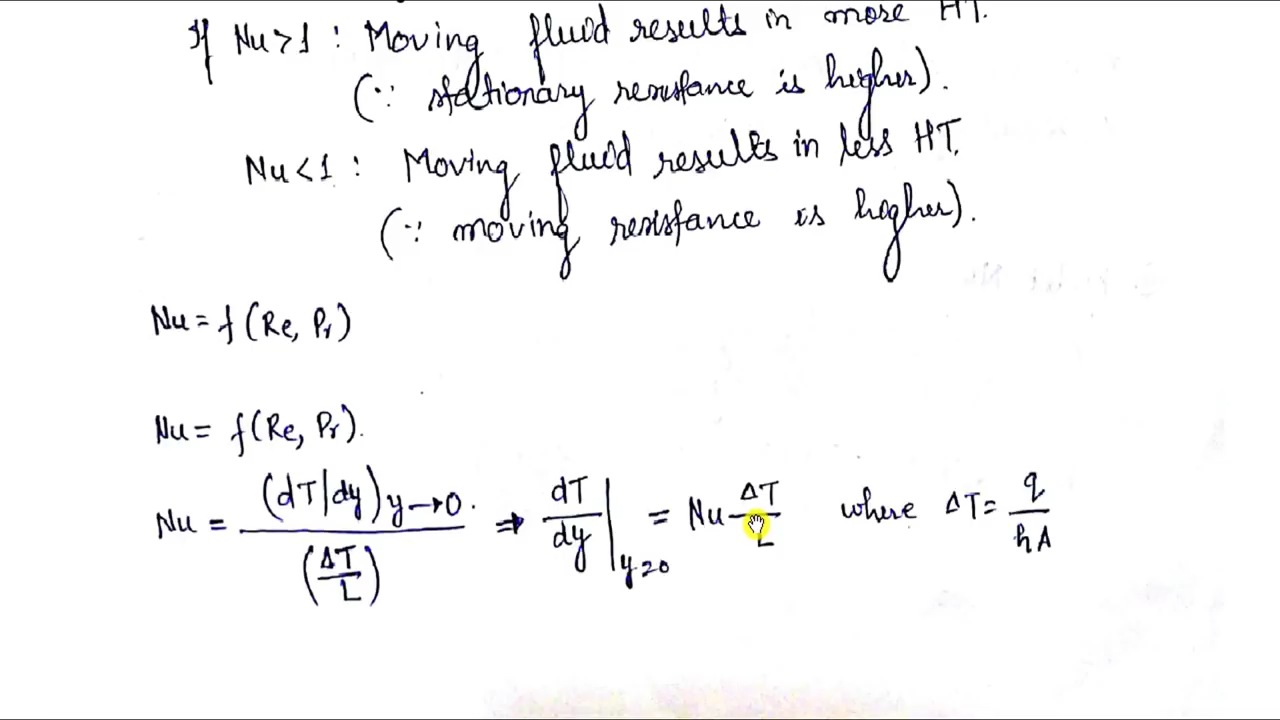 If Nu > 1 : Moving fluid results in more HT.
(∵ stationary resistance is higher).
Nu < 1 : Moving fluid results in less HT.
(∵ moving resistance is higher).
Nu = f (Re, Pr)
Nu = f(Re, Pr).
Nu = (dT/dy)y→0 / (ΔT/L) ⇒ dT/dy|y=0 = Nu ΔT/L where ΔT = q/hA